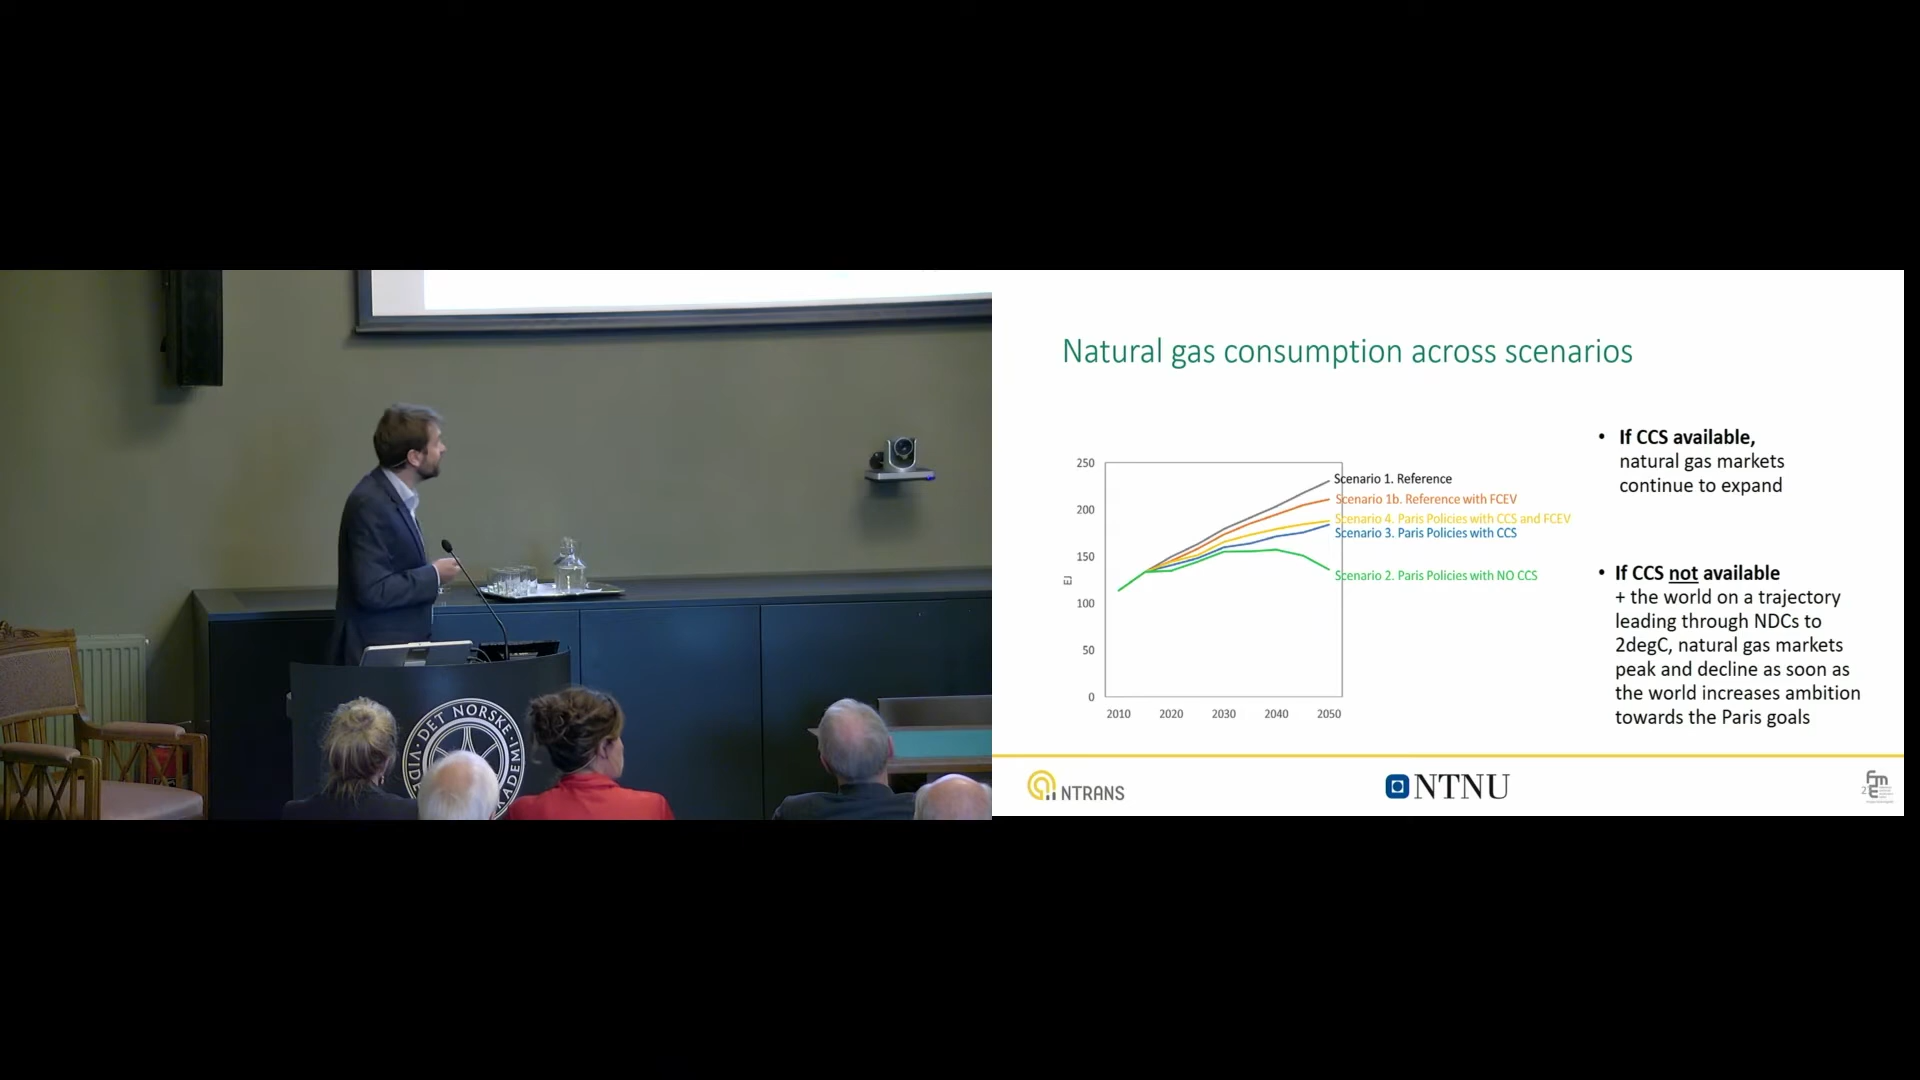 DET NORSKE
VIDE
AKADEMI
Natural gas consumption across scenarios
250
200
150
100
50
0
EJ
2010 2020 2030 2040 2050
Scenario 1. Reference
Scenario 1b. Reference with FCEV
Scenario 4. Paris Policies with CCS and FCEV
Scenario 3. Paris Policies with CCS
Scenario 2. Paris Policies with NO CCS
• If CCS available,
natural gas markets
continue to expand
• If CCS not available
+ the world on a trajectory
leading through NDCs to
2degC, natural gas markets
peak and decline as soon as
the world increases ambition
towards the Paris goals
NTRANS
NTNU